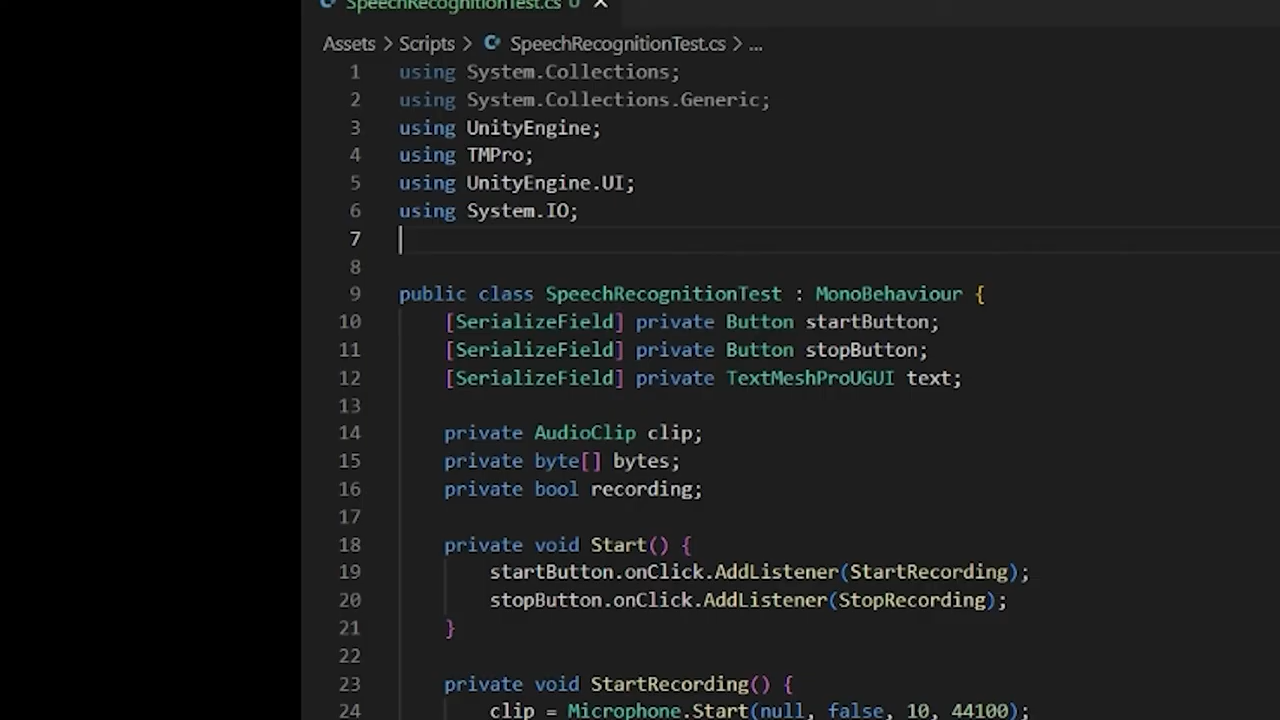 SpeechRecognitionTest.cs U
Assets > Scripts > SpeechRecognitionTest.cs > ...
1 using System.Collections;
2 using System.Collections.Generic;
3 using UnityEngine;
4 using TMPro;
5 using UnityEngine.UI;
6 using System.IO;
7
8
9 public class SpeechRecognitionTest : MonoBehaviour {
10 [SerializeField] private Button startButton;
11 [SerializeField] private Button stopButton;
12 [SerializeField] private TextMeshProUGUI text;
13
14 private AudioClip clip;
15 private byte[] bytes;
16 private bool recording;
17
18 private void Start() {
19 startButton.onClick.AddListener(StartRecording);
20 stopButton.onClick.AddListener(StopRecording);
21 }
22
23 private void StartRecording() {
24 clip = Microphone.Start(null, false, 10, 44100);